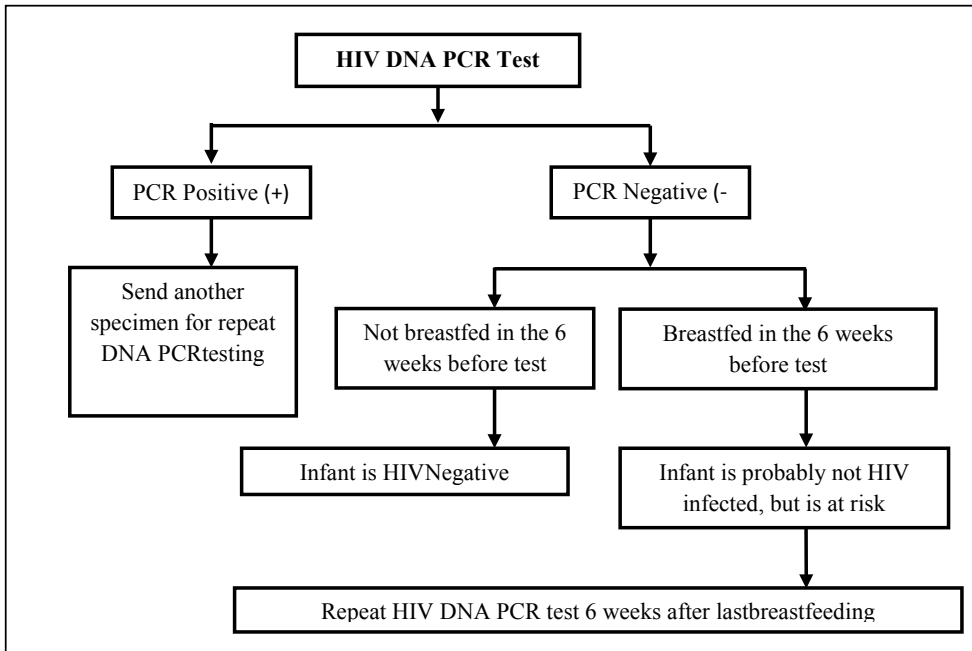 HIV DNA PCR Test
PCR Positive (+)
PCR Negative (-
Send another
specimen for repeat
DNA PCRtesting
Not breastfed in the 6
weeks before test
Breastfed in the 6 weeks
before test
Infant is HIVNegative
Infant is probably not HIV
infected, but is at risk
Repeat HIV DNA PCR test 6 weeks after lastbreastfeeding